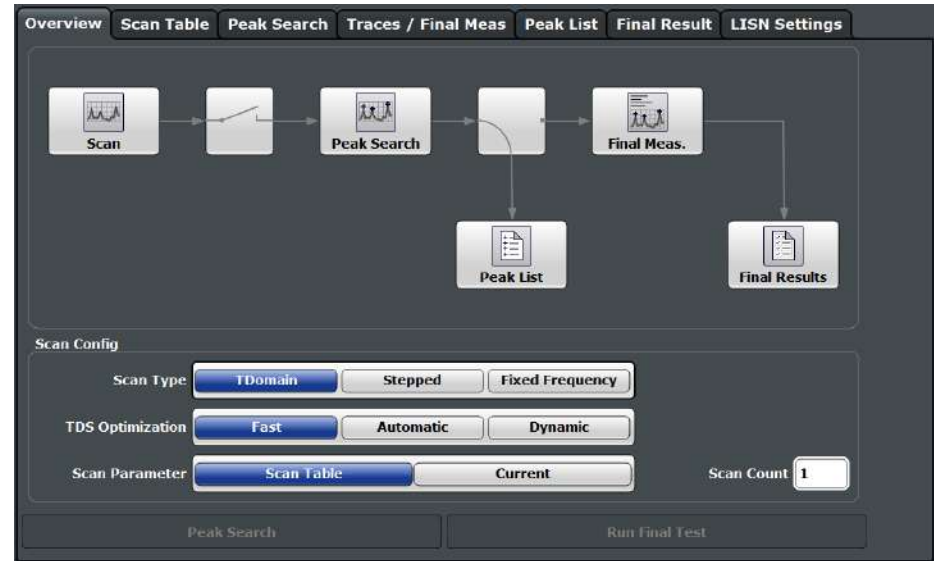 Overview Scan Table Peak Search Traces / Final Meas Peak List Final Result LISN Settings
Scan
Peak Search
Final Meas.
Peak List
Final Results
Scan Config
Scan Type TDomain Stepped Fixed Frequency
TDS Optimization Fast Automatic Dynamic
Scan Parameter Scan Table Current Scan Count 1
Peak Search Run Final Test